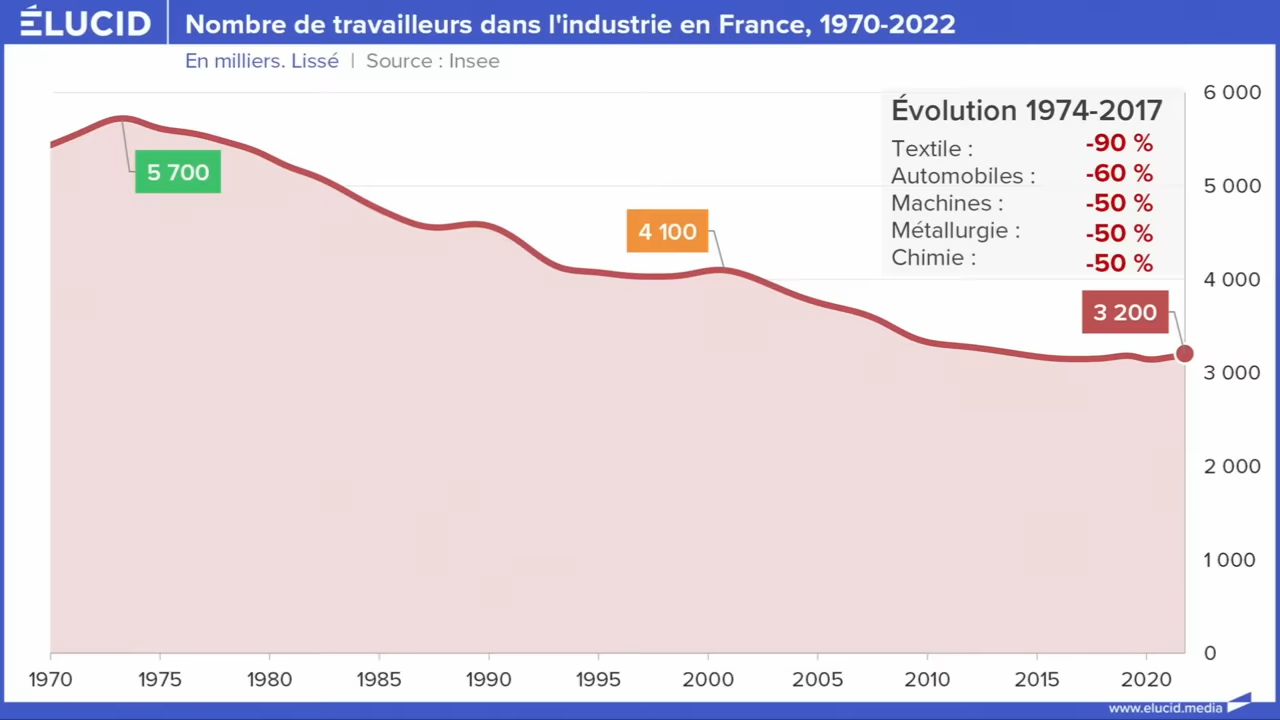 ÉLUCID
Nombre de travailleurs dans l'industrie en France, 1970-2022
En milliers. Lissé | Source : Insee
6 000
5 000
4 000
3 000
2 000
1 000
0
5 700
4 100
3 200
Évolution 1974-2017
Textile : -90 %
Automobiles : -60 %
Machines : -50 %
Métallurgie : -50 %
Chimie : -50 %
1970 1975 1980 1985 1990 1995 2000 2005 2010 2015 2020
www.elucid.media